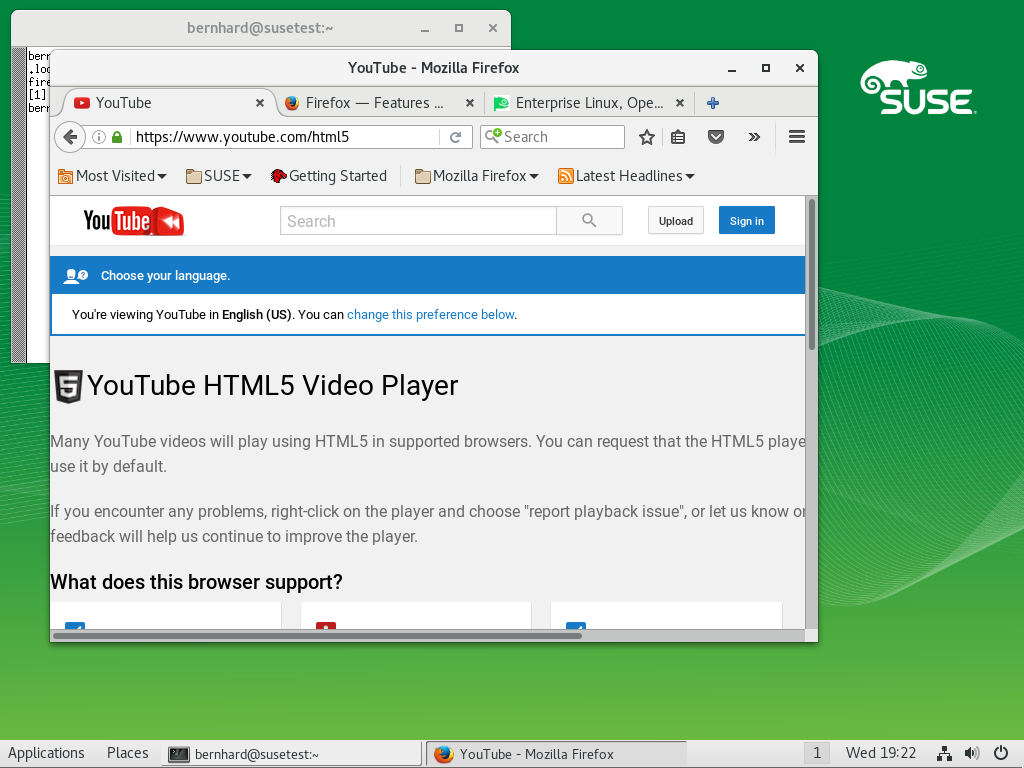 bernhard@susetest:~
.loc
fire
[1]
YouTube - Mozilla Firefox
YouTube
Firefox — Features ...
Enterprise Linux, Ope...
https://www.youtube.com/html5
Search
Most Visited
SUSE
Getting Started
Mozilla Firefox
Latest Headlines
YouTube
Search
Upload
Sign in
Choose your language.
You're viewing YouTube in English (US). You can change this preference below.
5
YouTube HTML5 Video Player
Many YouTube videos will play using HTML5 in supported browsers. You can request that the HTML5 playe
use it by default.
If you encounter any problems, right-click on the player and choose "report playback issue", or let us know or
feedback will help us continue to improve the player.
What does this browser support?
SUSE
Applications
Places
bernhard@susetest:~
YouTube - Mozilla Firefox
1
Wed 19:22